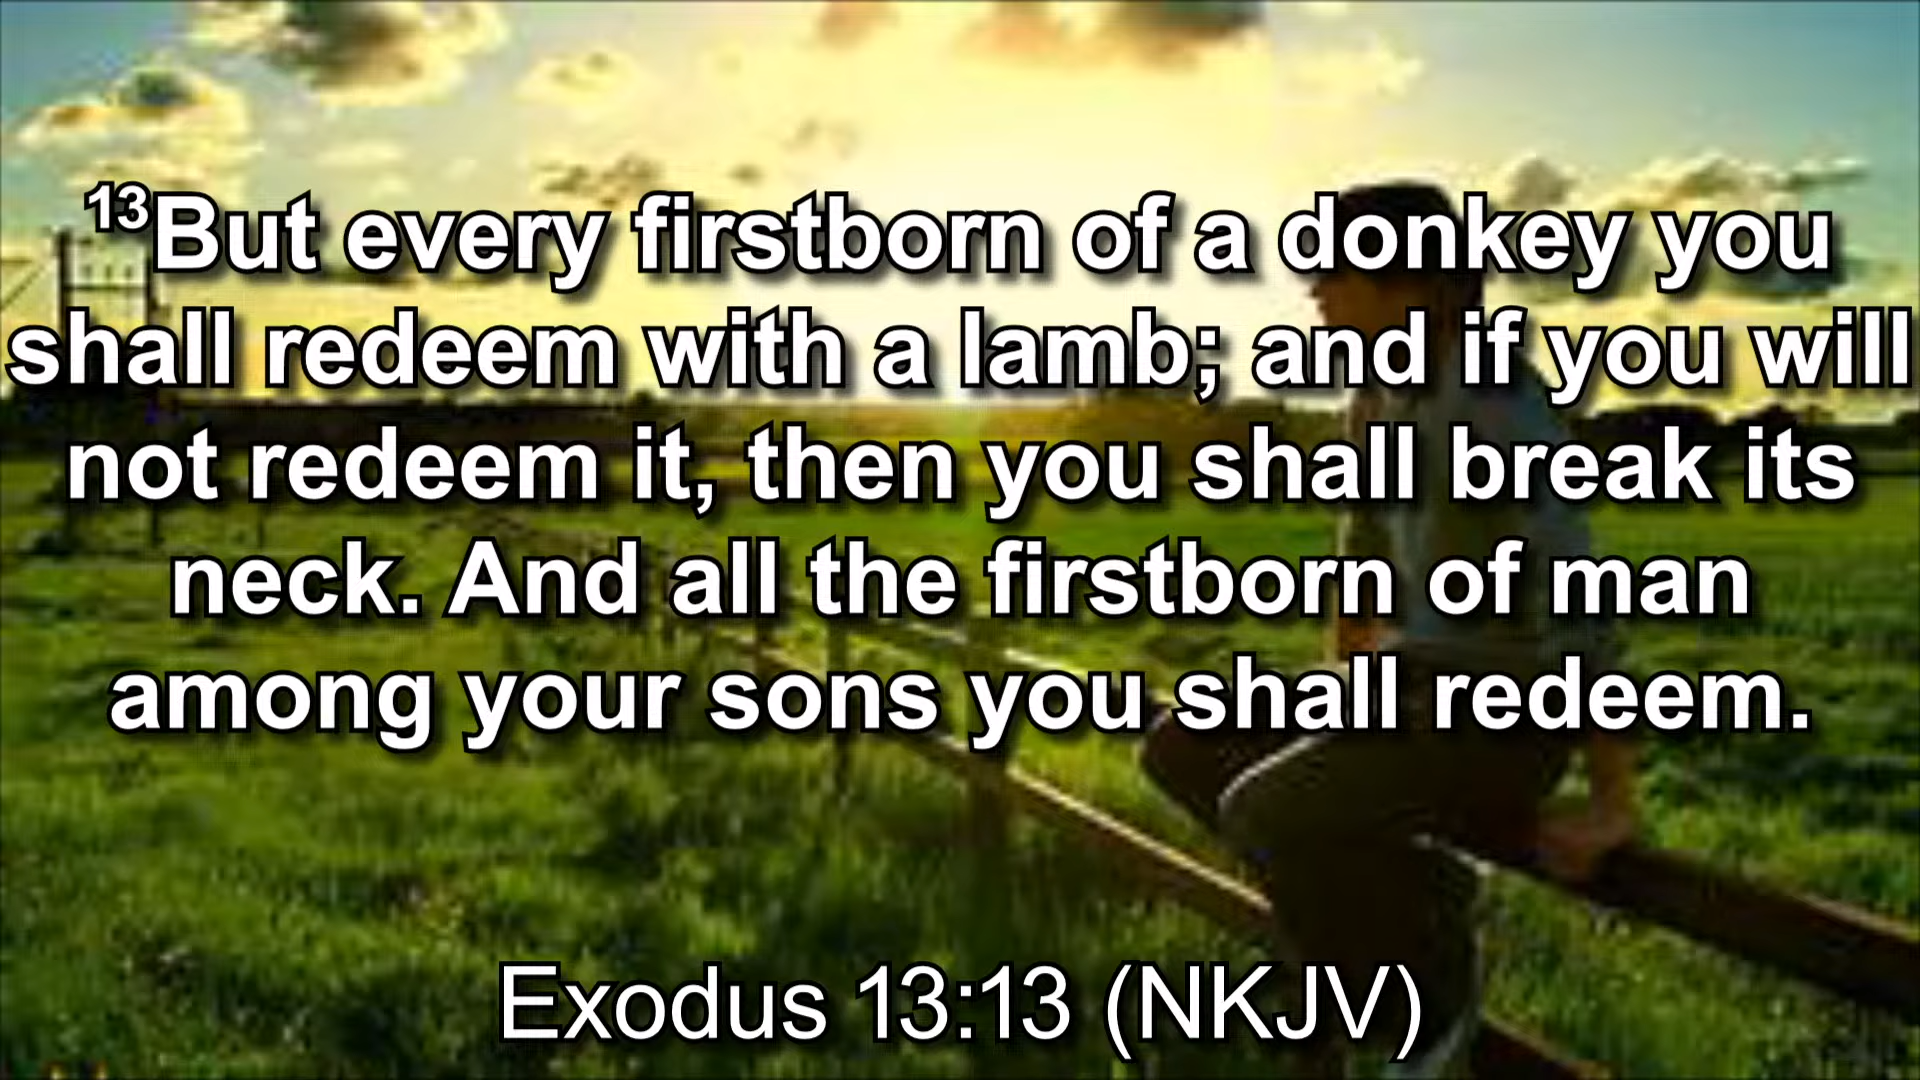 ¹³But every firstborn of a donkey you
shall redeem with a lamb; and if you will
not redeem it, then you shall break its
neck. And all the firstborn of man
among your sons you shall redeem.
Exodus 13:13 (NKJV)